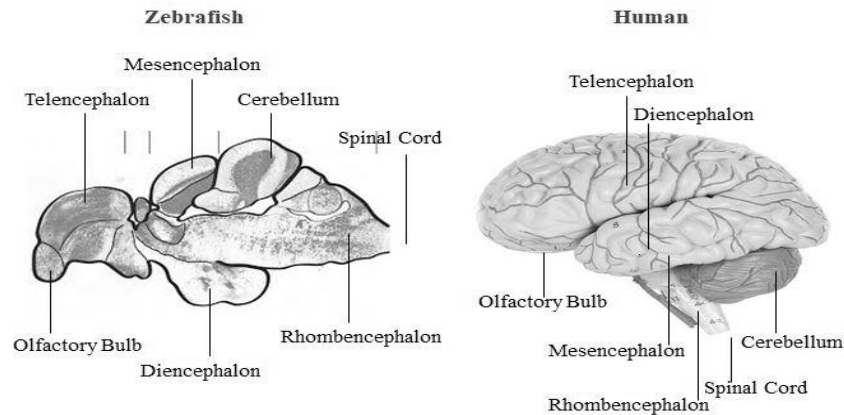 Zebrafish
Human
Mesencephalon
Telencephalon
Cerebellum
Spinal Cord
Olfactory Bulb
Diencephalon
Rhombencephalon
Telencephalon
Diencephalon
Olfactory Bulb
Mesencephalon
Cerebellum
Spinal Cord
Rhombencephalon